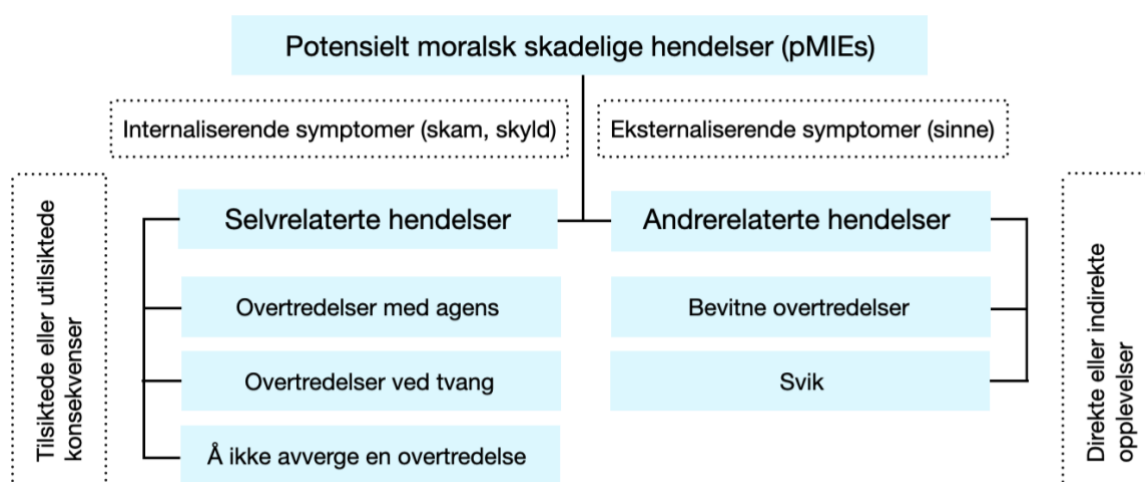 Potensielt moralsk skadelige hendelser (pMIEs)
Internaliserende symptomer (skam, skyld)
Eksternaliserende symptomer (sinne)
Tilsiktede eller utilsiktede
konsekvenser
Selvrelaterte hendelser
Andrerelaterte hendelser
Overtredelser med agens
Bevitne overtredelser
Overtredelser ved tvang
Svik
Å ikke avverge en overtredelse
Direkte eller indirekte
opplevelser